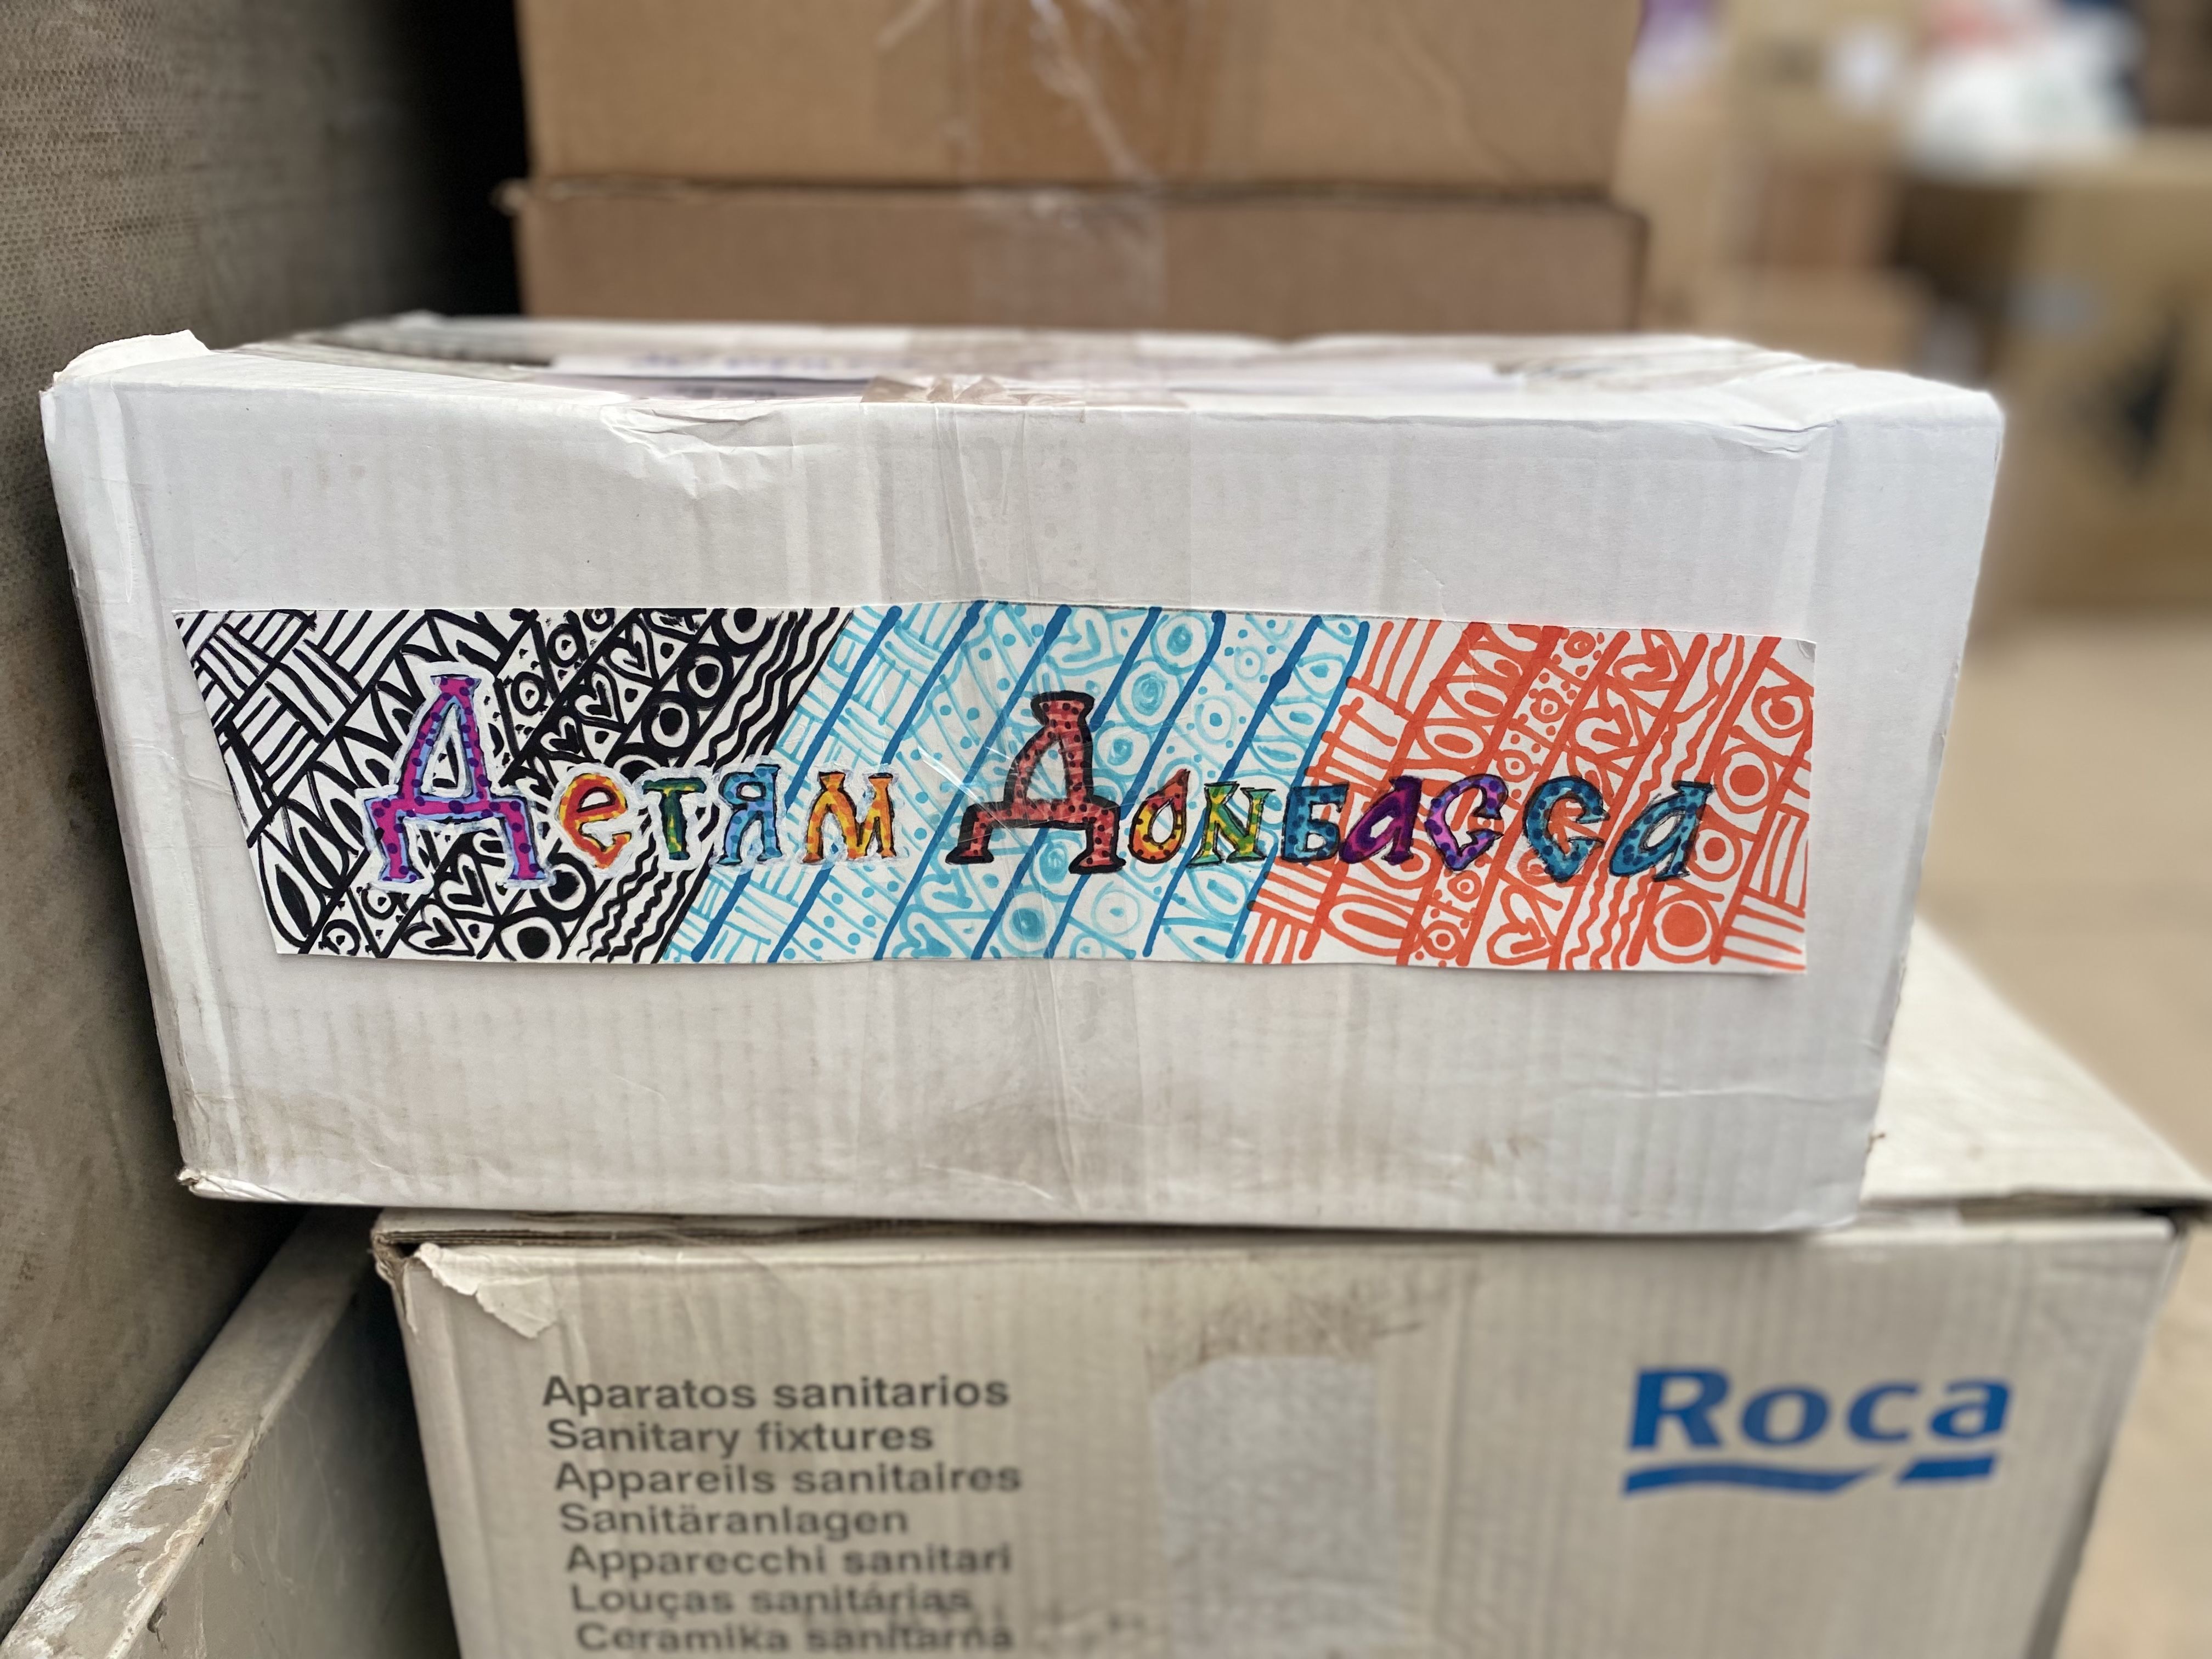 Детям Донбасса
Aparatos sanitarios
Sanitary fixtures
Appareils sanitaires
Sanitäranlagen
Apparecchi sanitari
Louças sanitárias
Ceramika sanitarna
Roca